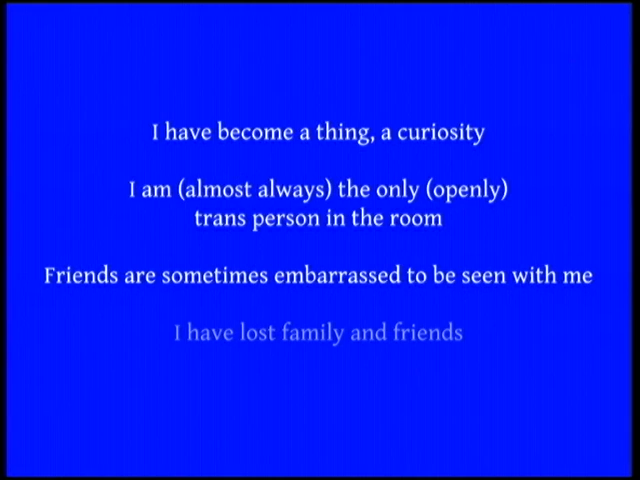 I have become a thing, a curiosity
I am (almost always) the only (openly)
trans person in the room
Friends are sometimes embarrassed to be seen with me
I have lost family and friends